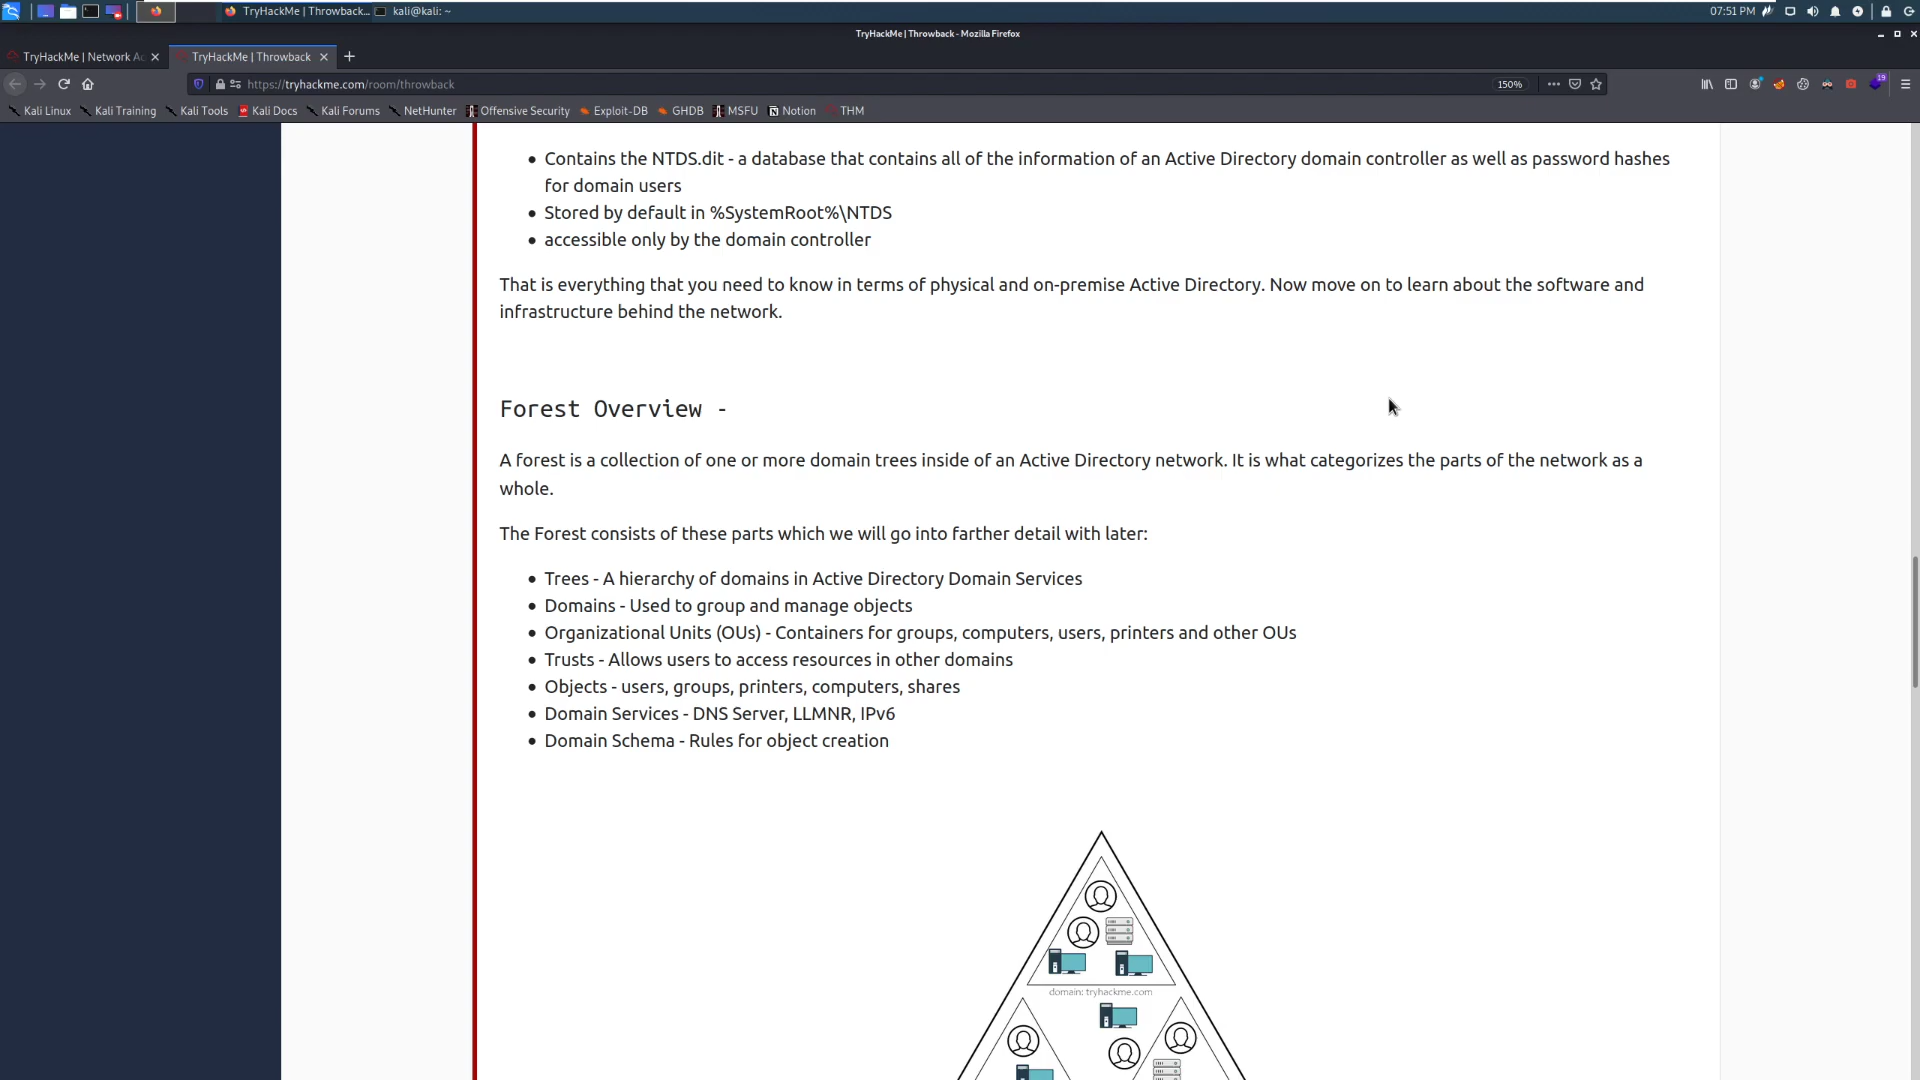 TryHackMe | Throwback...
kali@kali: ~
07:51 PM
TryHackMe | Throwback - Mozilla Firefox
TryHackMe | Network Ac
TryHackMe | Throwback
https://tryhackme.com/room/throwback
150%
19
Kali Linux
Kali Training
Kali Tools
Kali Docs
Kali Forums
NetHunter
Offensive Security
Exploit-DB
GHDB
MSFU
Notion
THM
Contains the NTDS.dit - a database that contains all of the information of an Active Directory domain controller as well as password hashes
for domain users
Stored by default in %SystemRoot%\NTDS
accessible only by the domain controller
That is everything that you need to know in terms of physical and on-premise Active Directory. Now move on to learn about the software and
infrastructure behind the network.
Forest Overview -
A forest is a collection of one or more domain trees inside of an Active Directory network. It is what categorizes the parts of the network as a
whole.
The Forest consists of these parts which we will go into farther detail with later:
Trees - A hierarchy of domains in Active Directory Domain Services
Domains - Used to group and manage objects
Organizational Units (OUs) - Containers for groups, computers, users, printers and other OUs
Trusts - Allows users to access resources in other domains
Objects - users, groups, printers, computers, shares
Domain Services - DNS Server, LLMNR, IPv6
Domain Schema - Rules for object creation
domain: tryhackme.com